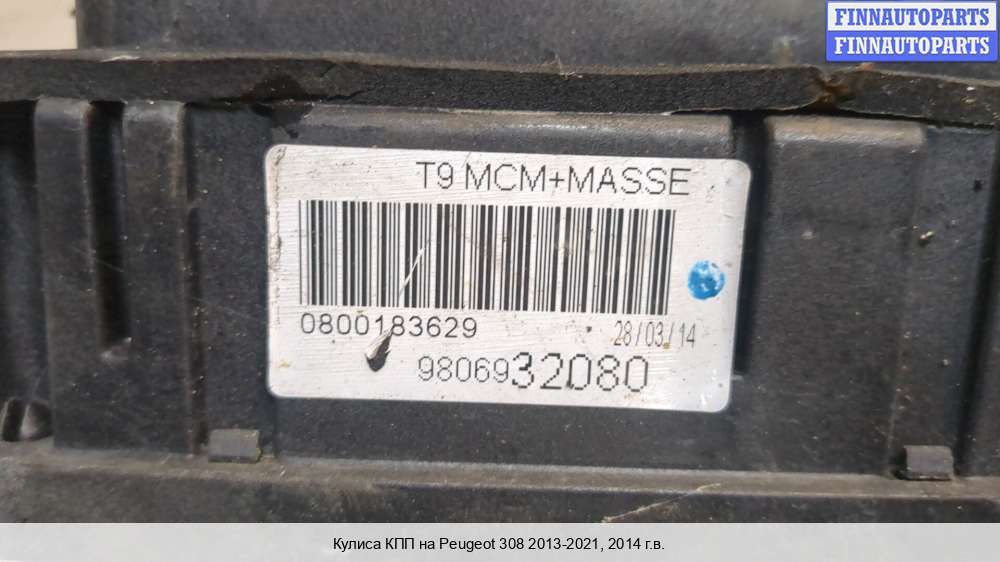 FINNAUTOPARTS
FINNAUTOPARTS
T9 MCM+MASSE
0800183629
28/03/14
9806932080
Кулиса КПП на Peugeot 308 2013-2021, 2014 г.в.